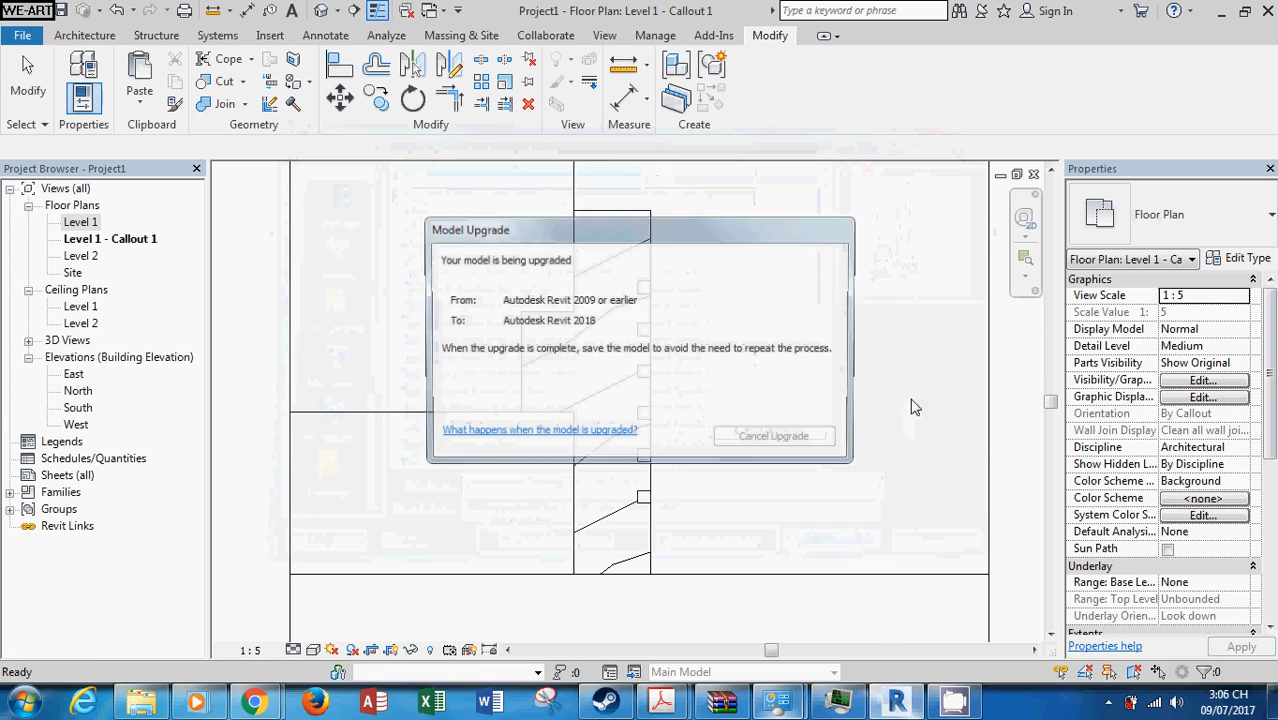 WE-ART
A
Project1 - Floor Plan: Level 1 - Callout 1
Type a keyword or phrase
Sign In
File
Architecture
Structure
Systems
Insert
Annotate
Analyze
Massing & Site
Collaborate
View
Manage
Add-Ins
Modify
Modify
Select
Properties
Paste
Clipboard
Cope
Cut
Join
Geometry
Modify
View
Measure
Create
Project Browser - Project1
Views (all)
Floor Plans
Level 1
Level 1 - Callout 1
Level 2
Site
Ceiling Plans
Level 1
Level 2
3D Views
Elevations (Building Elevation)
East
North
South
West
Legends
Schedules/Quantities
Sheets (all)
Families
Groups
Revit Links
2D
Model Upgrade
Your model is being upgraded
From: Autodesk Revit 2009 or earlier
To: Autodesk Revit 2018
When the upgrade is complete, save the model to avoid the need to repeat the process.
What happens when the model is upgraded?
Cancel Upgrade
Properties
Floor Plan
Floor Plan: Level 1 - Ca
Edit Type
Graphics
View Scale 1 : 5
Scale Value 1: 5
Display Model Normal
Detail Level Medium
Parts Visibility Show Original
Visibility/Grap... Edit...
Graphic Displa... Edit...
Orientation By Callout
Wall Join Display Clean all wall joi...
Discipline Architectural
Show Hidden L... By Discipline
Color Scheme ... Background
Color Scheme <none>
System Color S... Edit...
Default Analysi... None
Sun Path
Underlay
Range: Base Le... None
Range: Top Level Unbounded
Underlay Orien... Look down
Extents
Properties help
Apply
1 : 5
Ready
:0
Main Model
:0
3:06 CH
09/07/2017